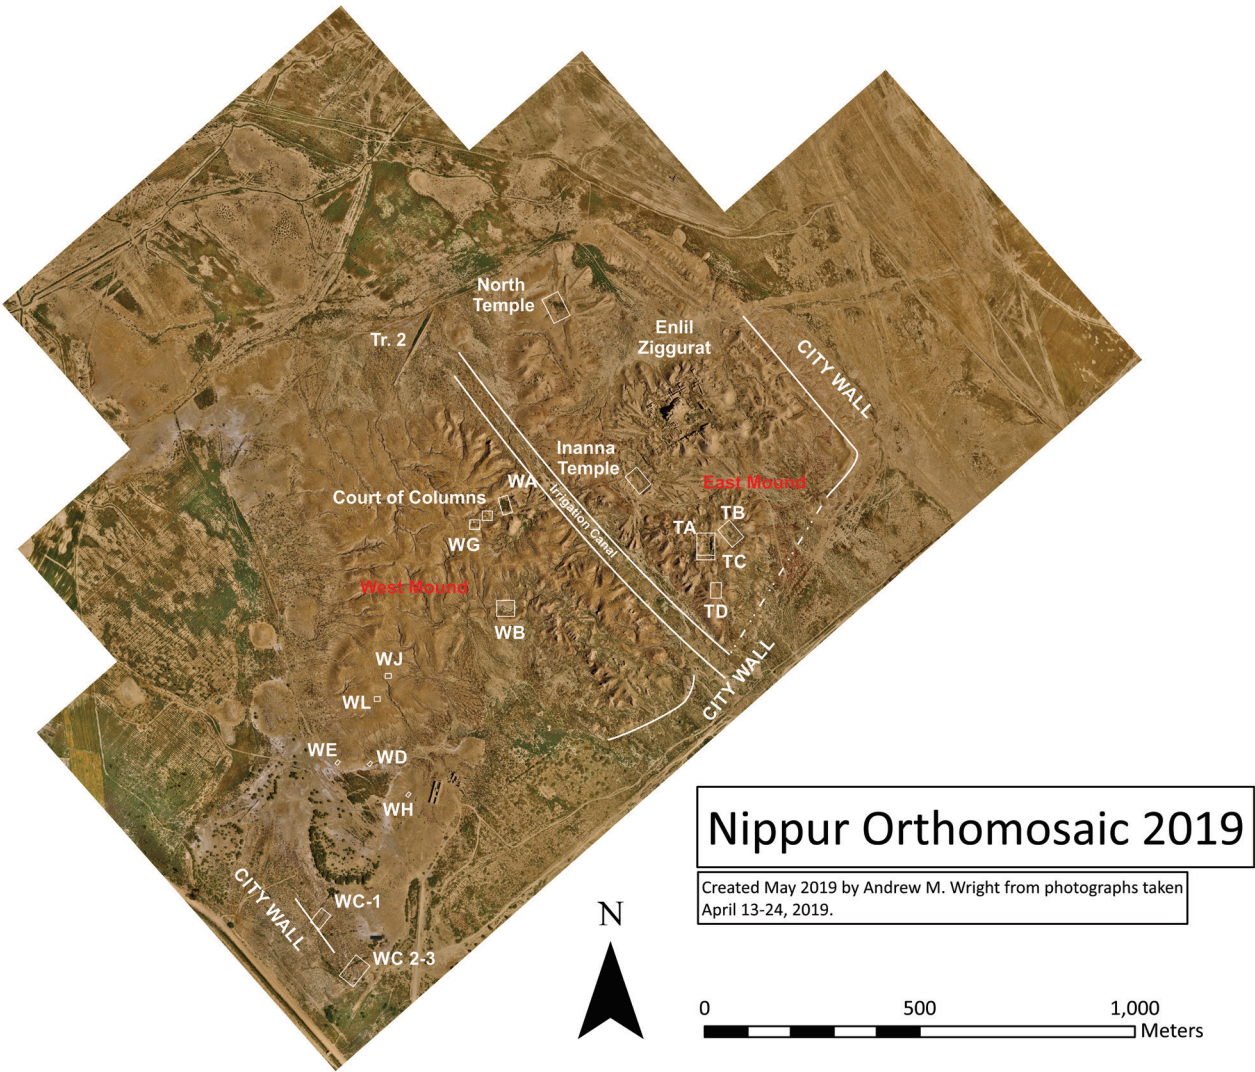 North
Temple
Enlil
Ziggurat
Tr. 2
CITY WALL
Inanna
Temple
East Mound
WA
Court of Columns
Irrigation Canal
TB
TA
WG
TC
West Mound
TD
WB
WJ
CITY WALL
WL
WE
WD
WH
CITY WALL
WC-1
WC 2-3
Nippur Orthomosaic 2019
Created May 2019 by Andrew M. Wright from photographs taken
April 13-24, 2019.
N
0 500 1,000
Meters